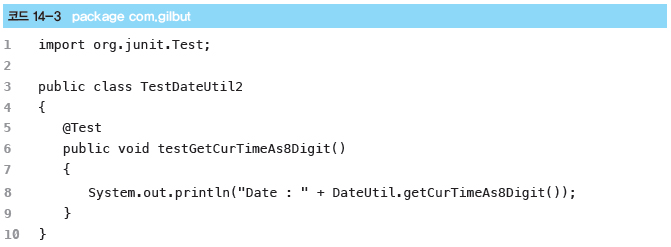 코드 14-3 package com.gilbut
1 import org.junit.Test;
2
3 public class TestDateUtil2
4 {
5 @Test
6 public void testGetCurTimeAs8Digit()
7 {
8 System.out.println("Date : " + DateUtil.getCurTimeAs8Digit());
9 }
10 }